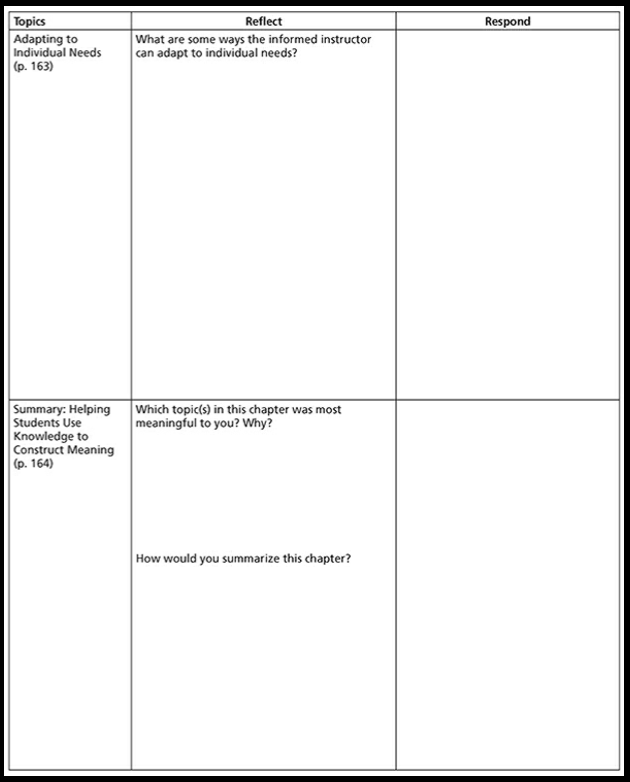 Topics Reflect Respond
Adapting to
Individual Needs
(p. 163)
What are some ways the informed instructor
can adapt to individual needs?
Summary: Helping
Students Use
Knowledge to
Construct Meaning
(p. 164)
Which topic(s) in this chapter was most
meaningful to you? Why?
How would you summarize this chapter?